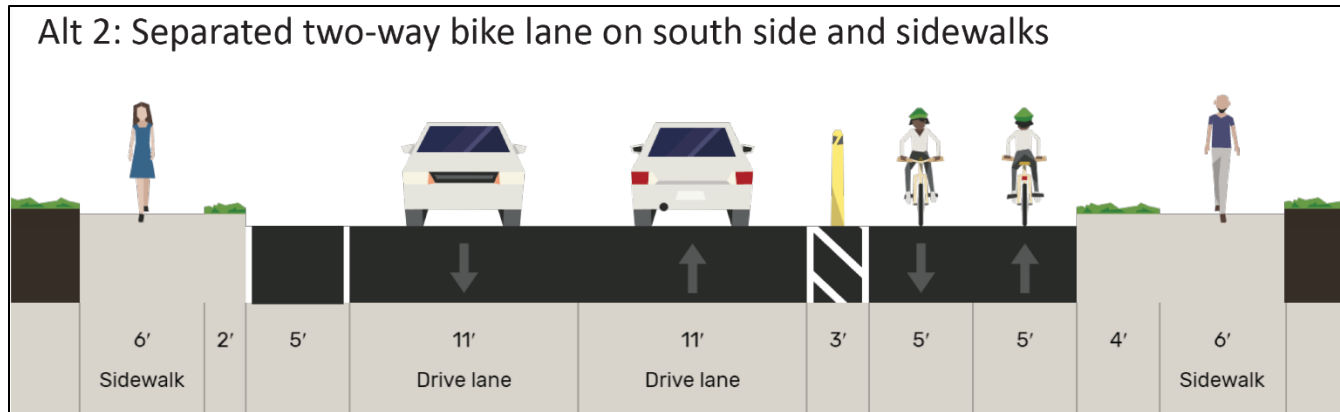 Alt 2: Separated two-way bike lane on south side and sidewalks
6′ 2′ 5′ 11′ 11′ 3′ 5′ 5′ 4′ 6′
Sidewalk Drive lane Drive lane Sidewalk